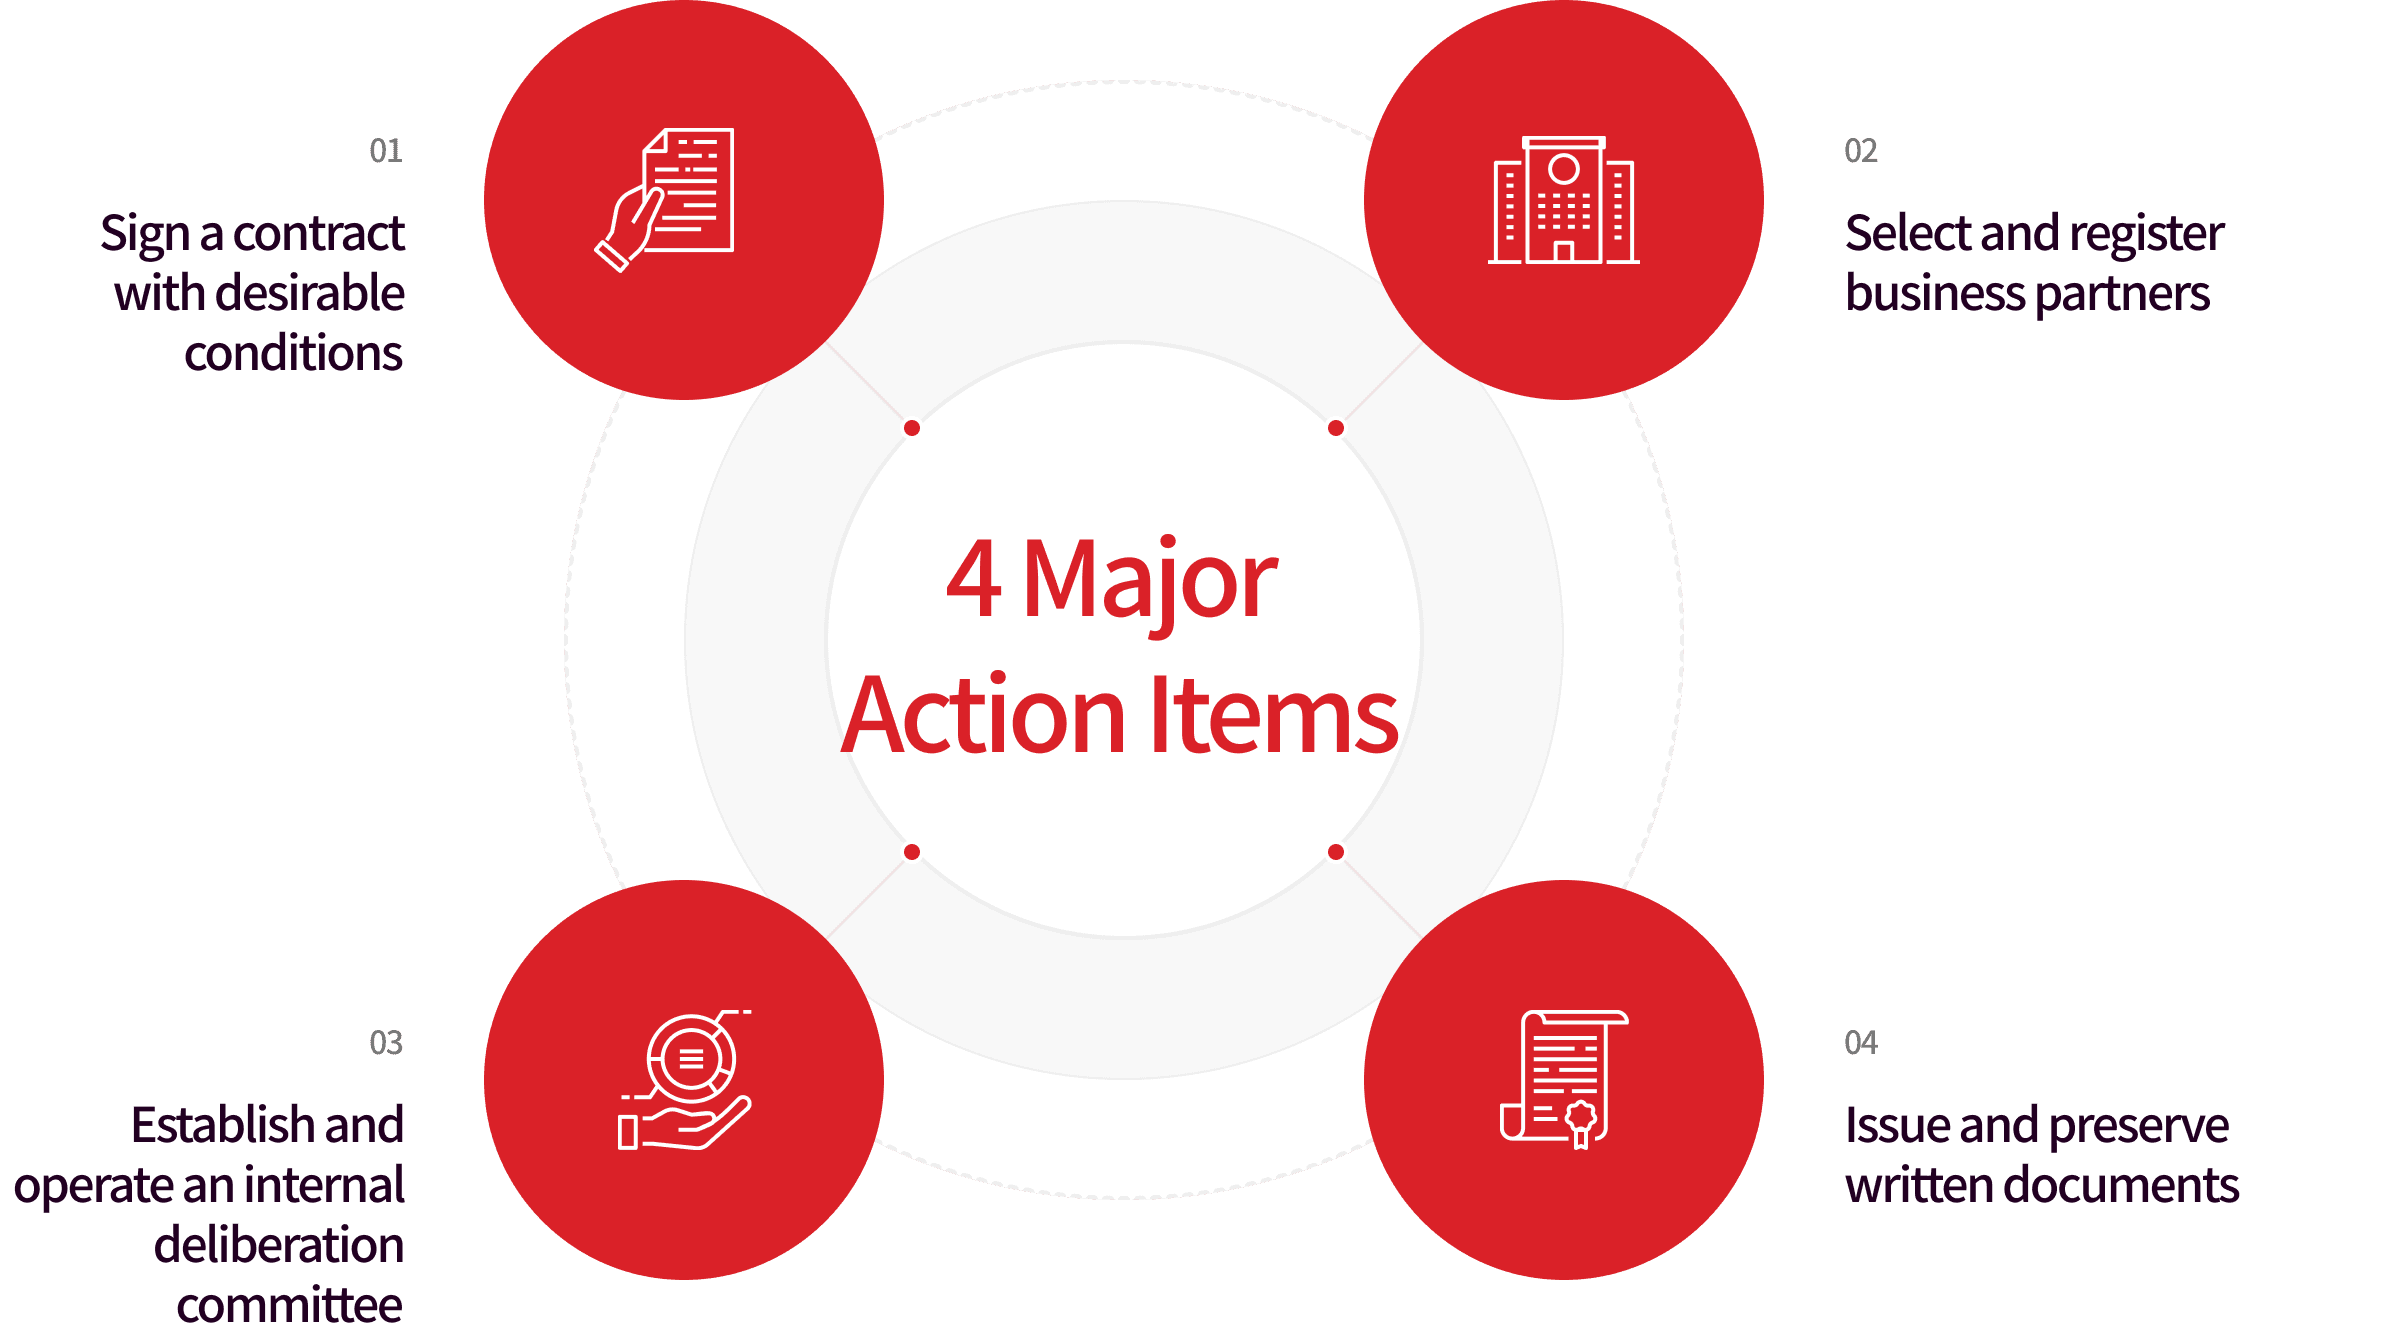 01
Sign a contract
with desirable
conditions
02
Select and register
business partners
4 Major
Action Items
03
Establish and
operate an internal
deliberation
committee
04
Issue and preserve
written documents